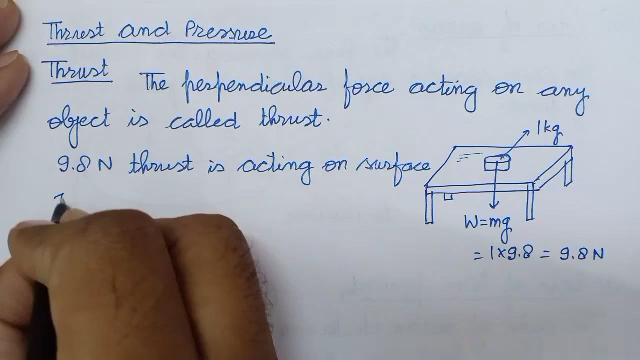 Thrust and Pressure
Thrust The perpendicular force acting on any
object is called thrust.
1kg
9.8 N thrust is acting on surface
W=mg
= 1×9.8 = 9.8 N